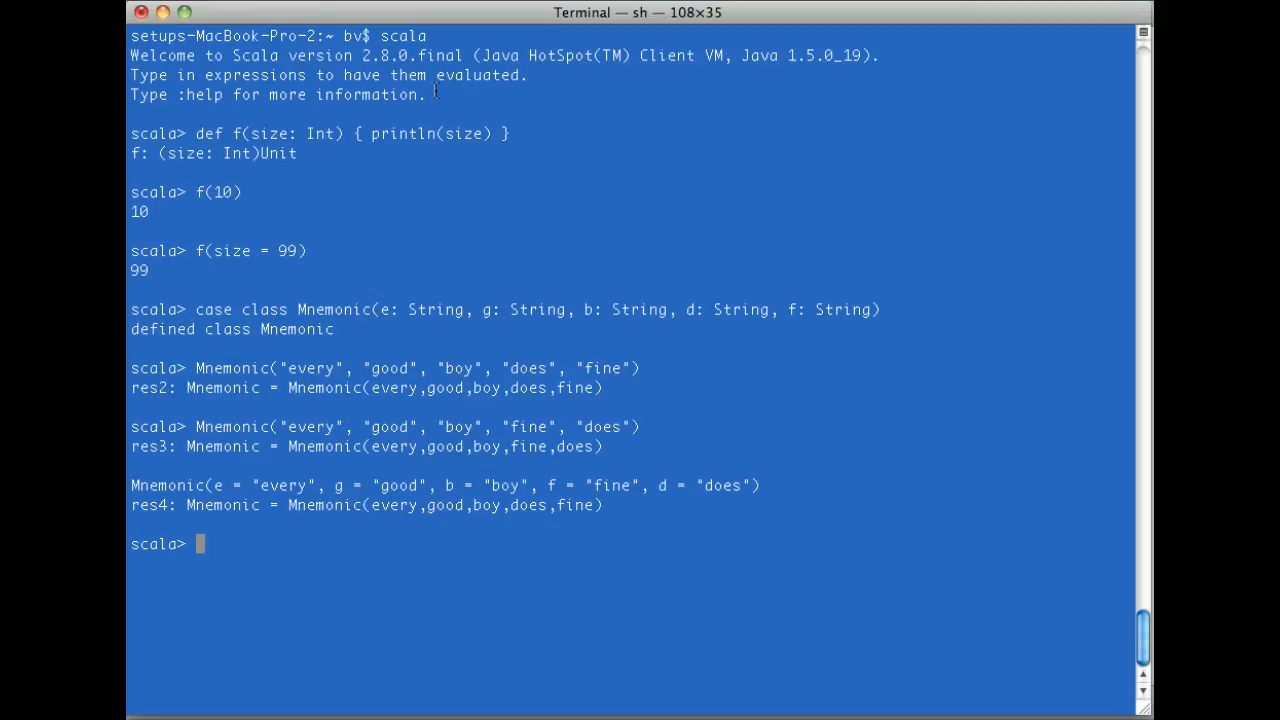 Terminal — sh — 108×35
setups-MacBook-Pro-2:~ bv$ scala
Welcome to Scala version 2.8.0.final (Java HotSpot(TM) Client VM, Java 1.5.0_19).
Type in expressions to have them evaluated.
Type :help for more information.
scala> def f(size: Int) { println(size) }
f: (size: Int)Unit
scala> f(10)
10
scala> f(size = 99)
99
scala> case class Mnemonic(e: String, g: String, b: String, d: String, f: String)
defined class Mnemonic
scala> Mnemonic("every", "good", "boy", "does", "fine")
res2: Mnemonic = Mnemonic(every,good,boy,does,fine)
scala> Mnemonic("every", "good", "boy", "fine", "does")
res3: Mnemonic = Mnemonic(every,good,boy,fine,does)
Mnemonic(e = "every", g = "good", b = "boy", f = "fine", d = "does")
res4: Mnemonic = Mnemonic(every,good,boy,does,fine)
scala>